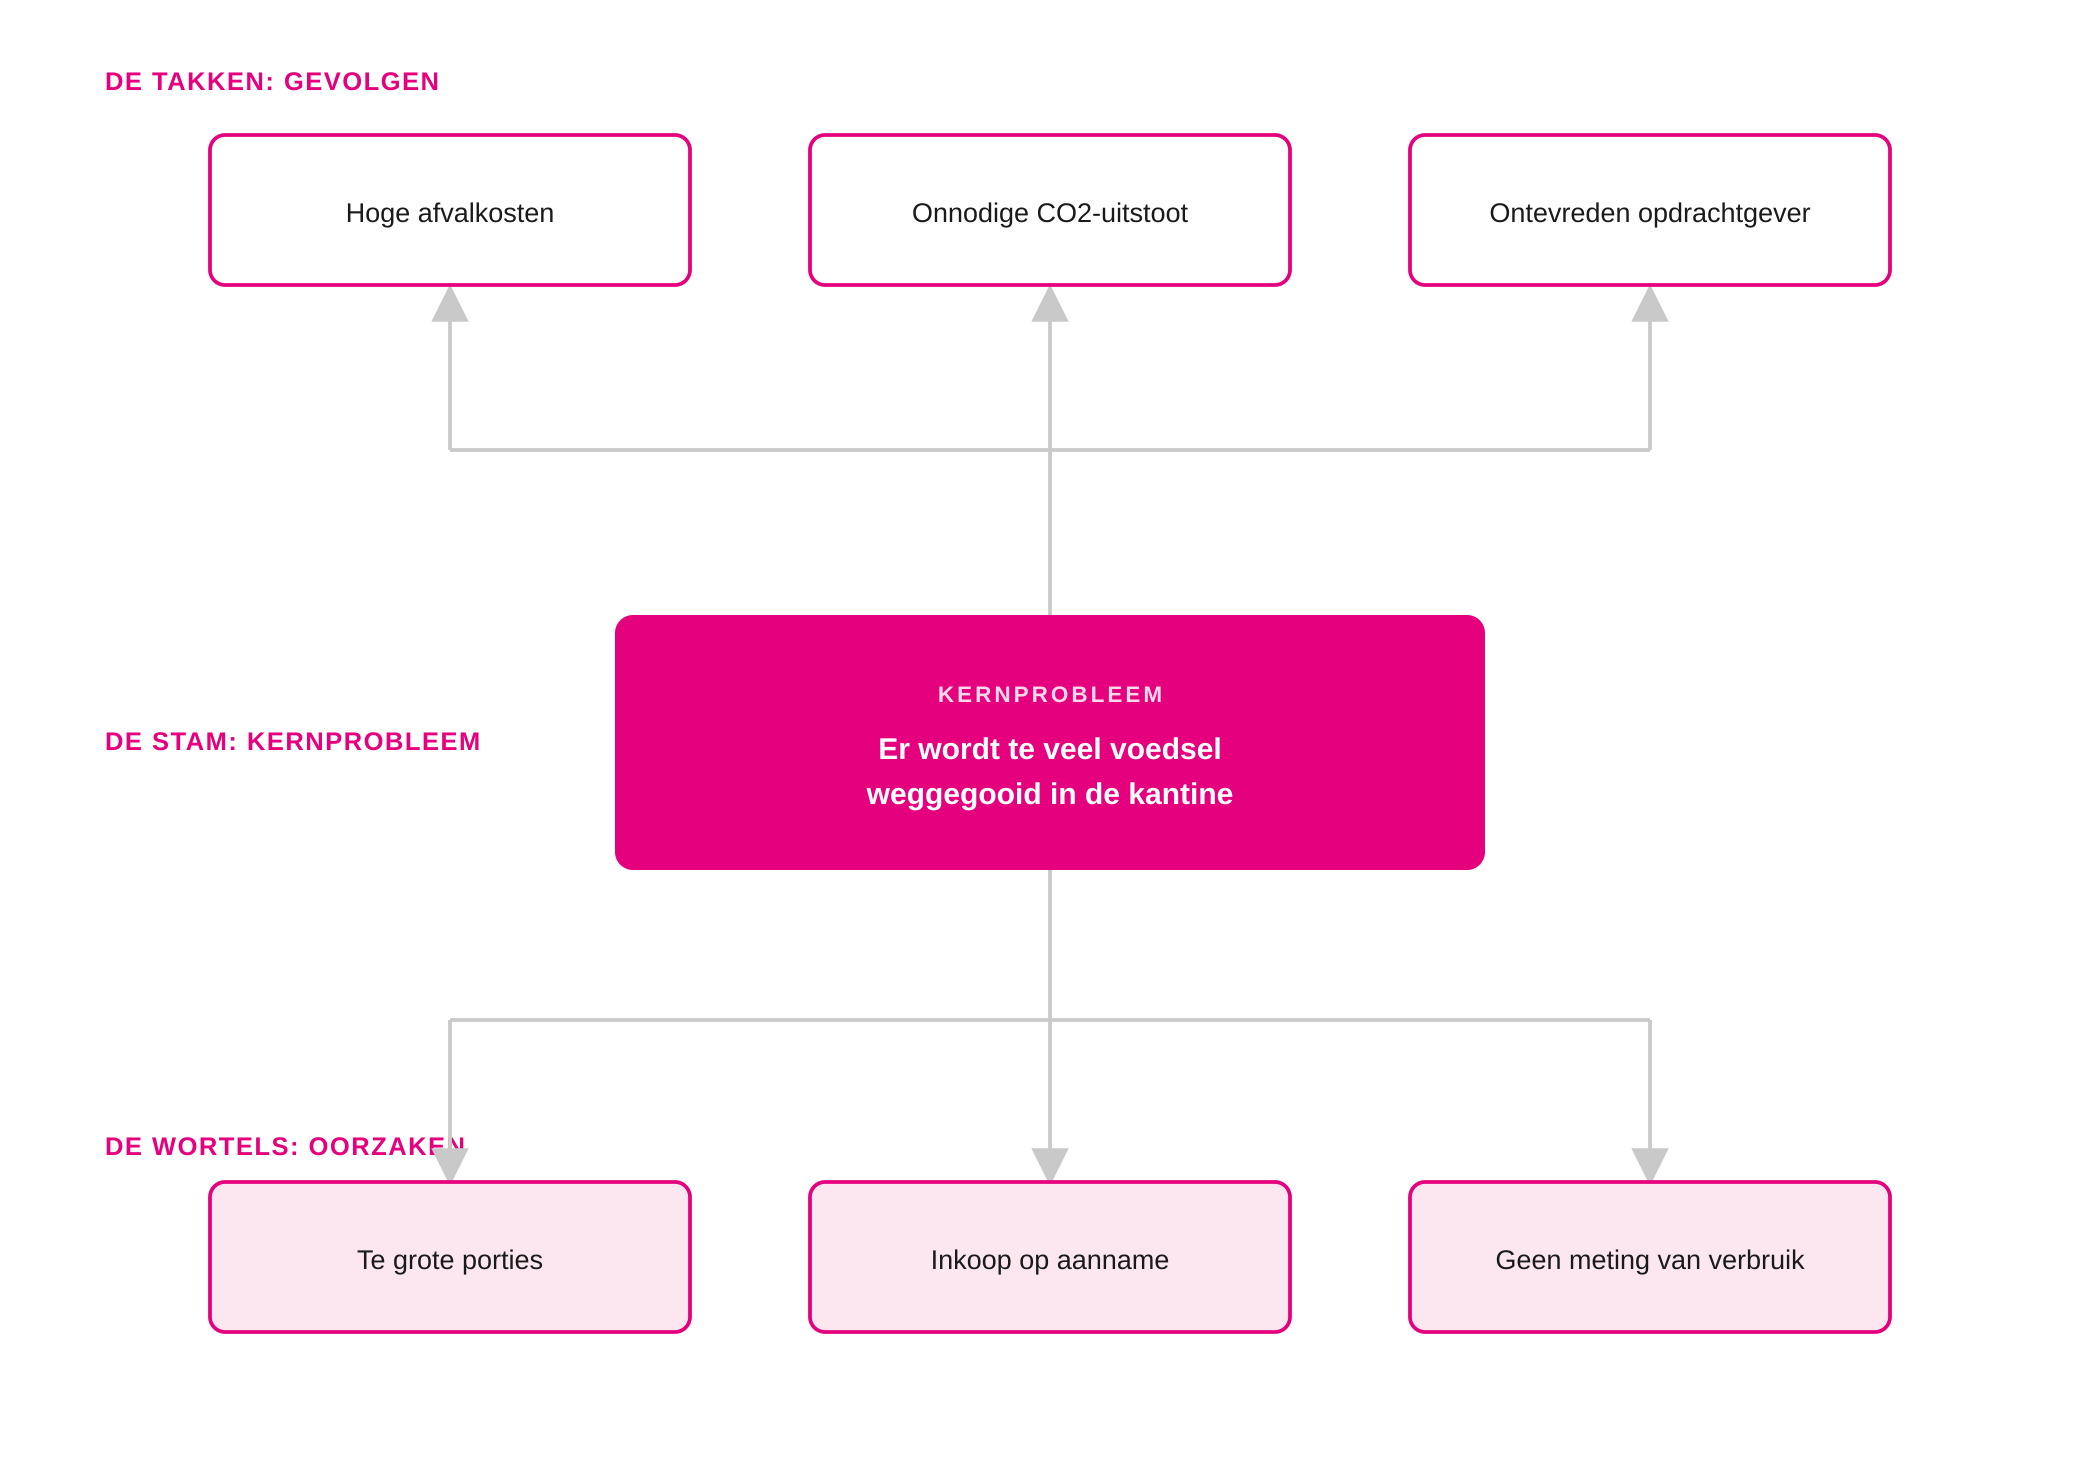 DE TAKKEN: GEVOLGEN
Hoge afvalkosten
Onnodige CO2-uitstoot
Ontevreden opdrachtgever
KERNPROBLEEM
DE STAM: KERNPROBLEEM
Er wordt te veel voedsel
weggegooid in de kantine
DE WORTELS: OORZAKEN
Te grote porties
Inkoop op aanname
Geen meting van verbruik